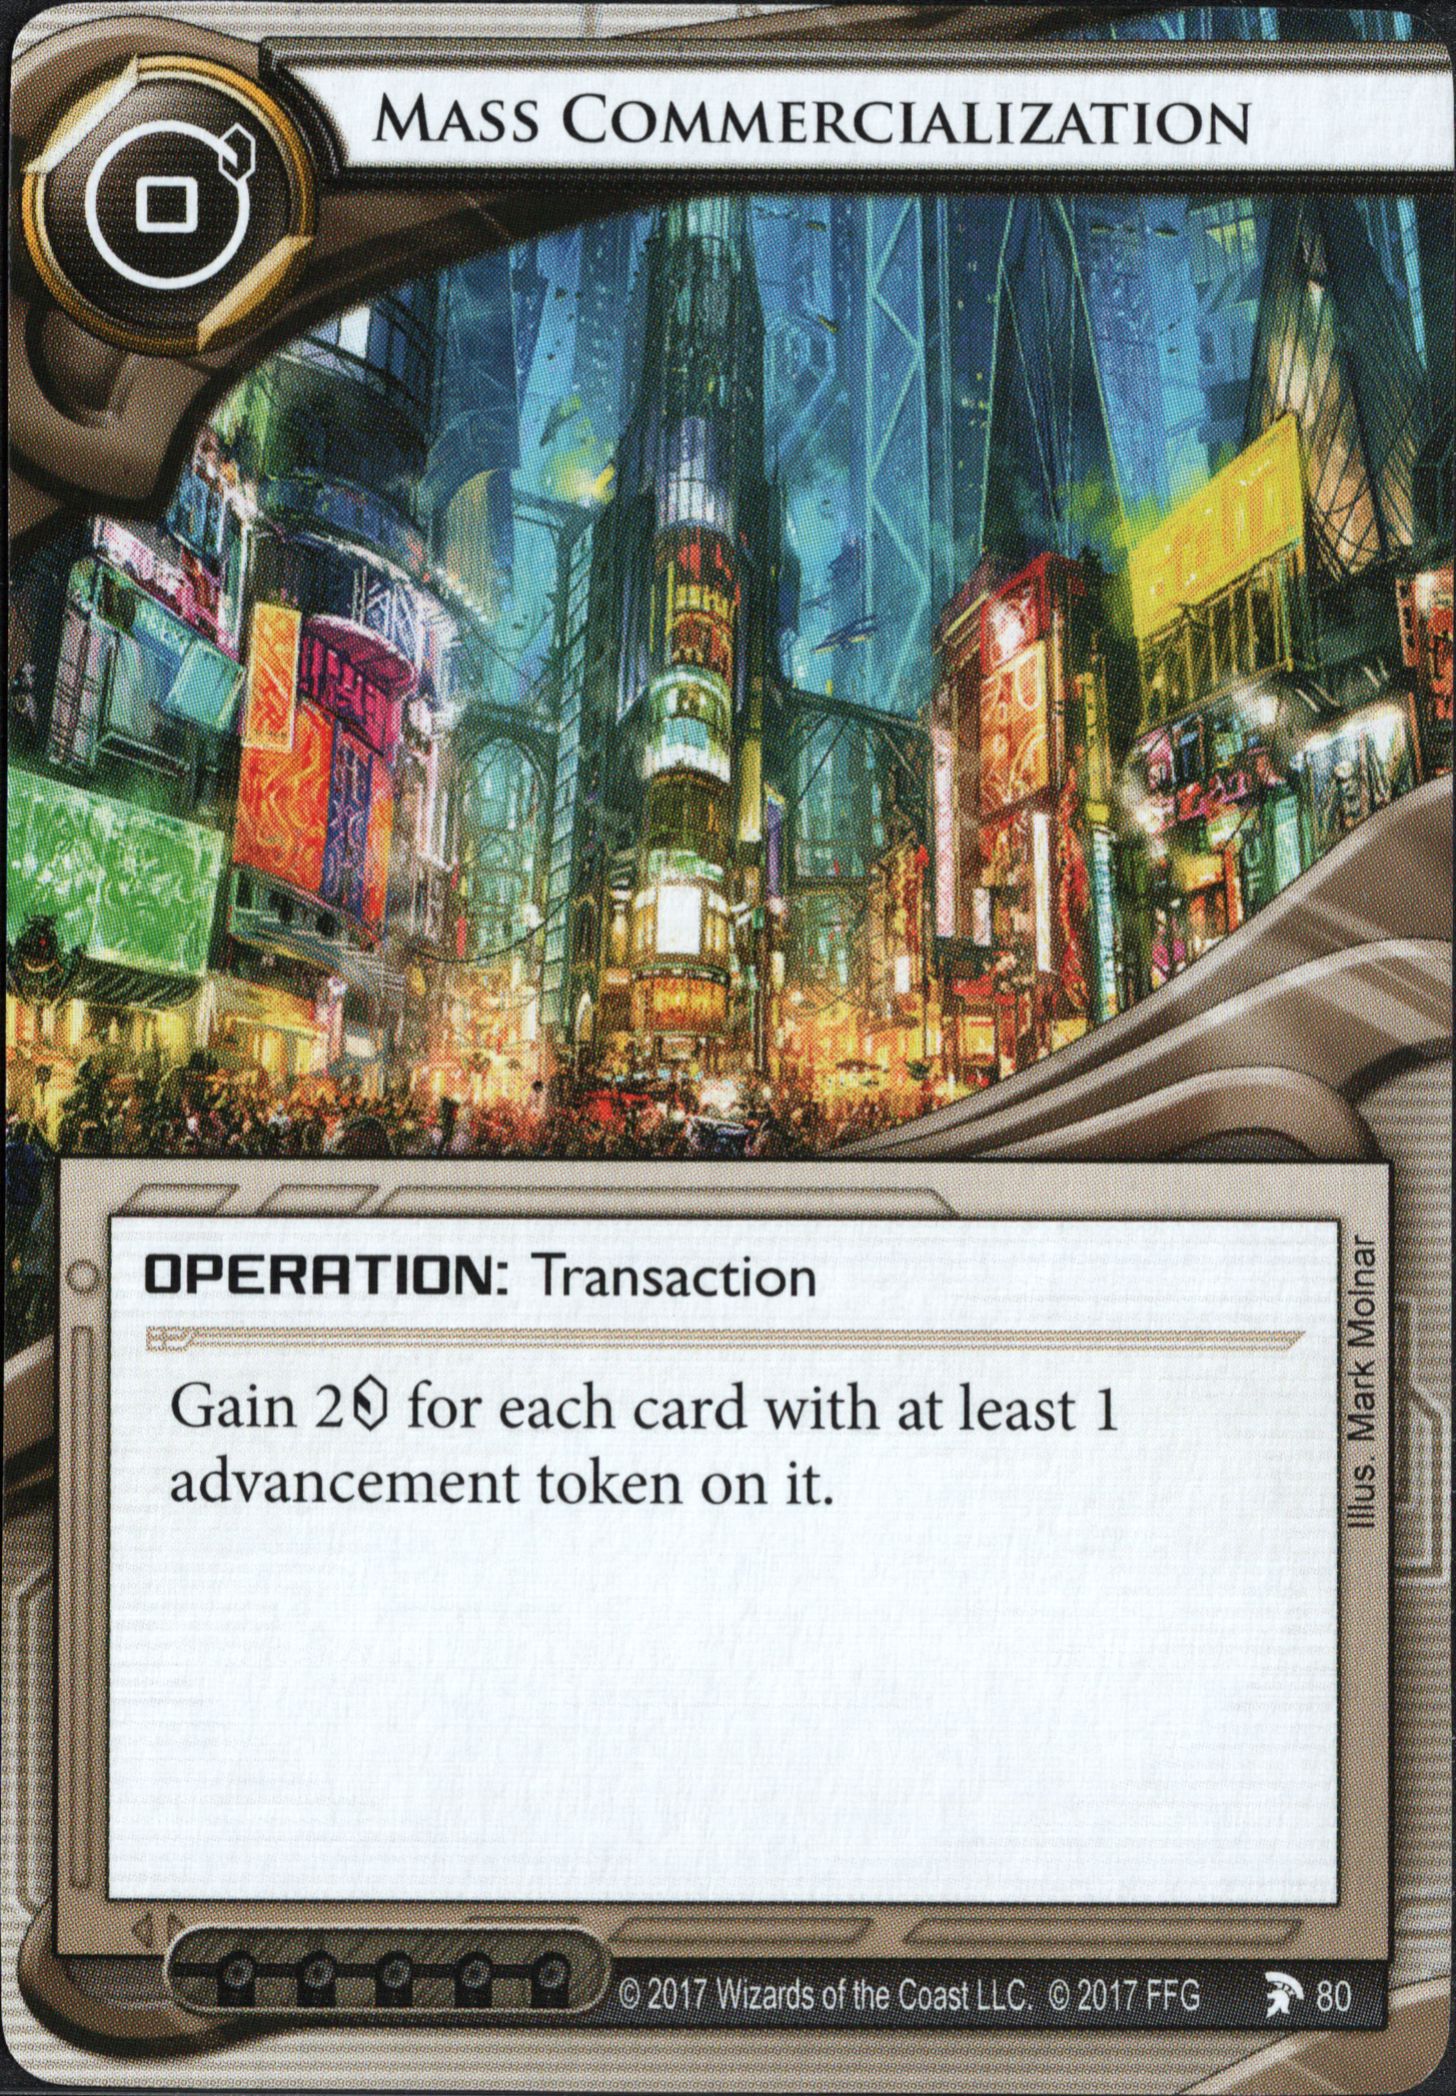 0
MASS COMMERCIALIZATION
OPERATION: Transaction
Gain 2 for each card with at least 1
advancement token on it.
Illus. Mark Molnar
© 2017 Wizards of the Coast LLC. © 2017 FFG 80